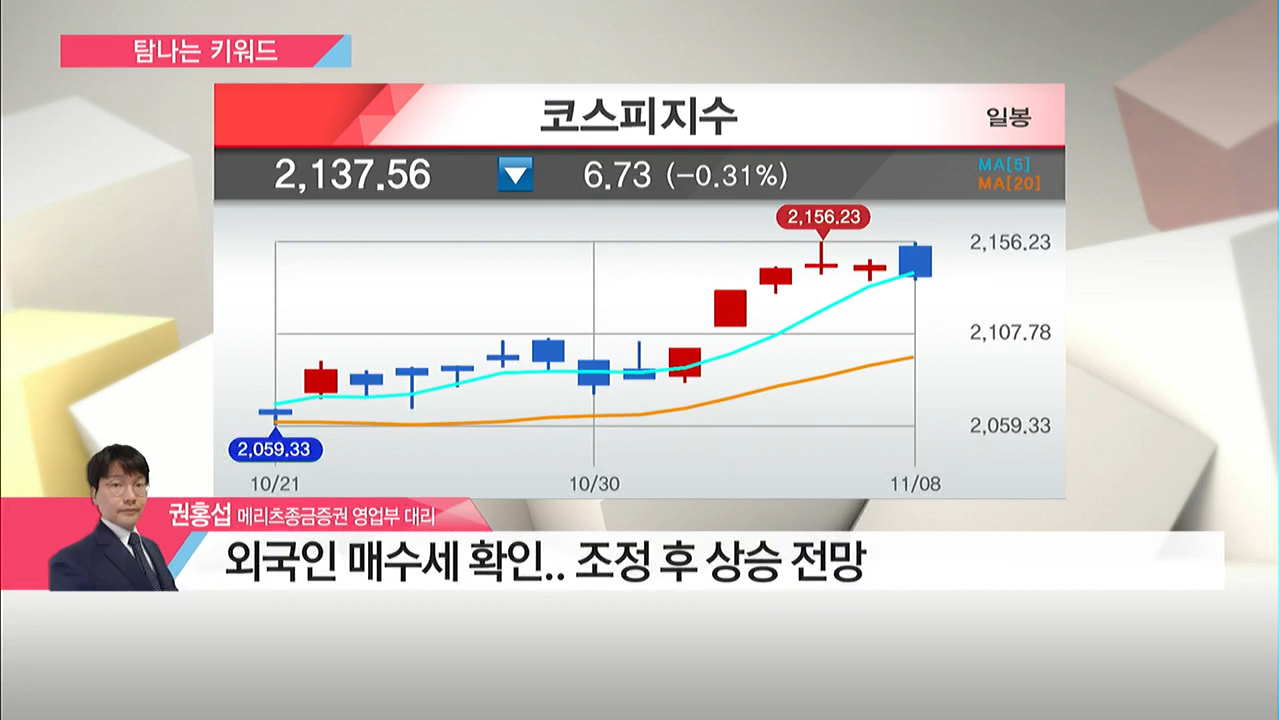 탐나는 키워드
코스피지수
일봉
2,137.56 ▼ 6.73 (-0.31%)
MA[5]
MA[20]
2,156.23
2,156.23
2,107.78
2,059.33
2,059.33
10/21 10/30 11/08
권홍섭 메리츠종금증권 영업부 대리
외국인 매수세 확인.. 조정 후 상승 전망